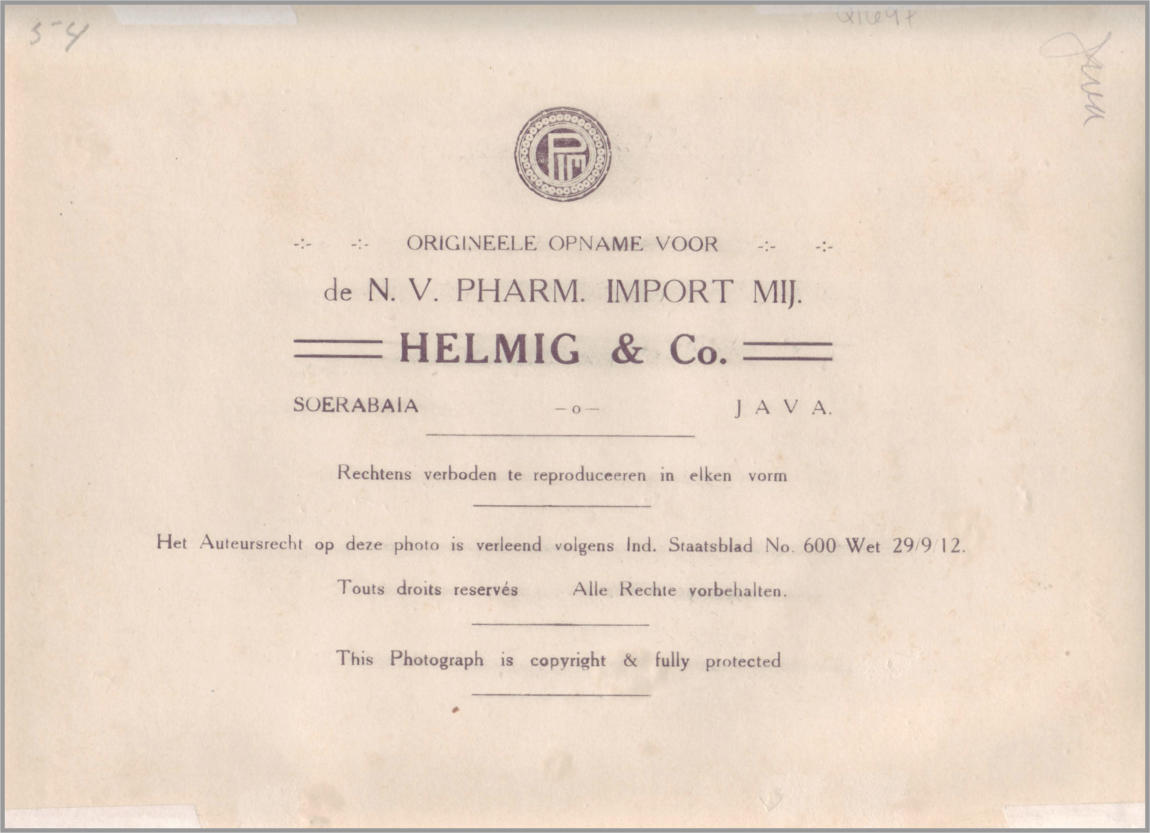 5-4
Java
PIM
-:- -:- ORIGINEELE OPNAME VOOR -:- -:-
de N. V. PHARM. IMPORT MIJ.
HELMIG & Co.
SOERABAIA —o— JAVA.
Rechtens verboden te reproduceeren in elken vorm
Het Auteursrecht op deze photo is verleend volgens Ind. Staatsblad No. 600 Wet 29/9/12.
Touts droits reservés Alle Rechte vorbehalten.
This Photograph is copyright & fully protected